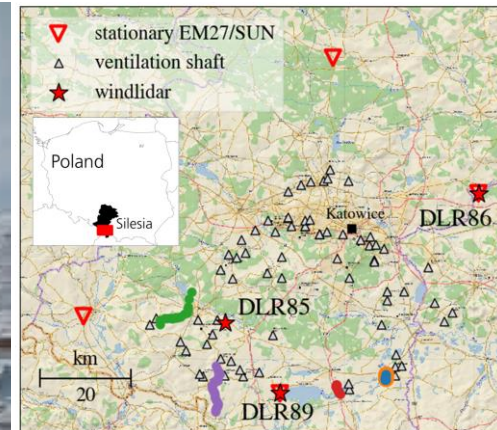 stationary EM27/SUN
ventilation shaft
windlidar
Poland
Silesia
Katowice
DLR86
DLR85
km
20
DLR89